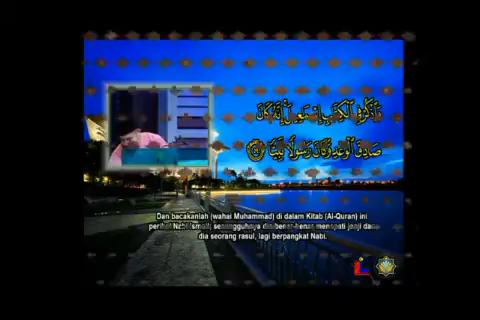 وَاذْكُرْ فِي الْكِتَابِ إِسْمَاعِيلَ ۚ إِنَّهُ كَانَ
صَادِقَ الْوَعْدِ وَكَانَ رَسُولًا نَّبِيًّا
Dan bacakanlah (wahai Muhammad) di dalam Kitab (Al-Quran) ini
perihal Nabi Ismail; sesungguhnya dia benar-benar menepati janji dan
dia seorang rasul, lagi berpangkat Nabi.